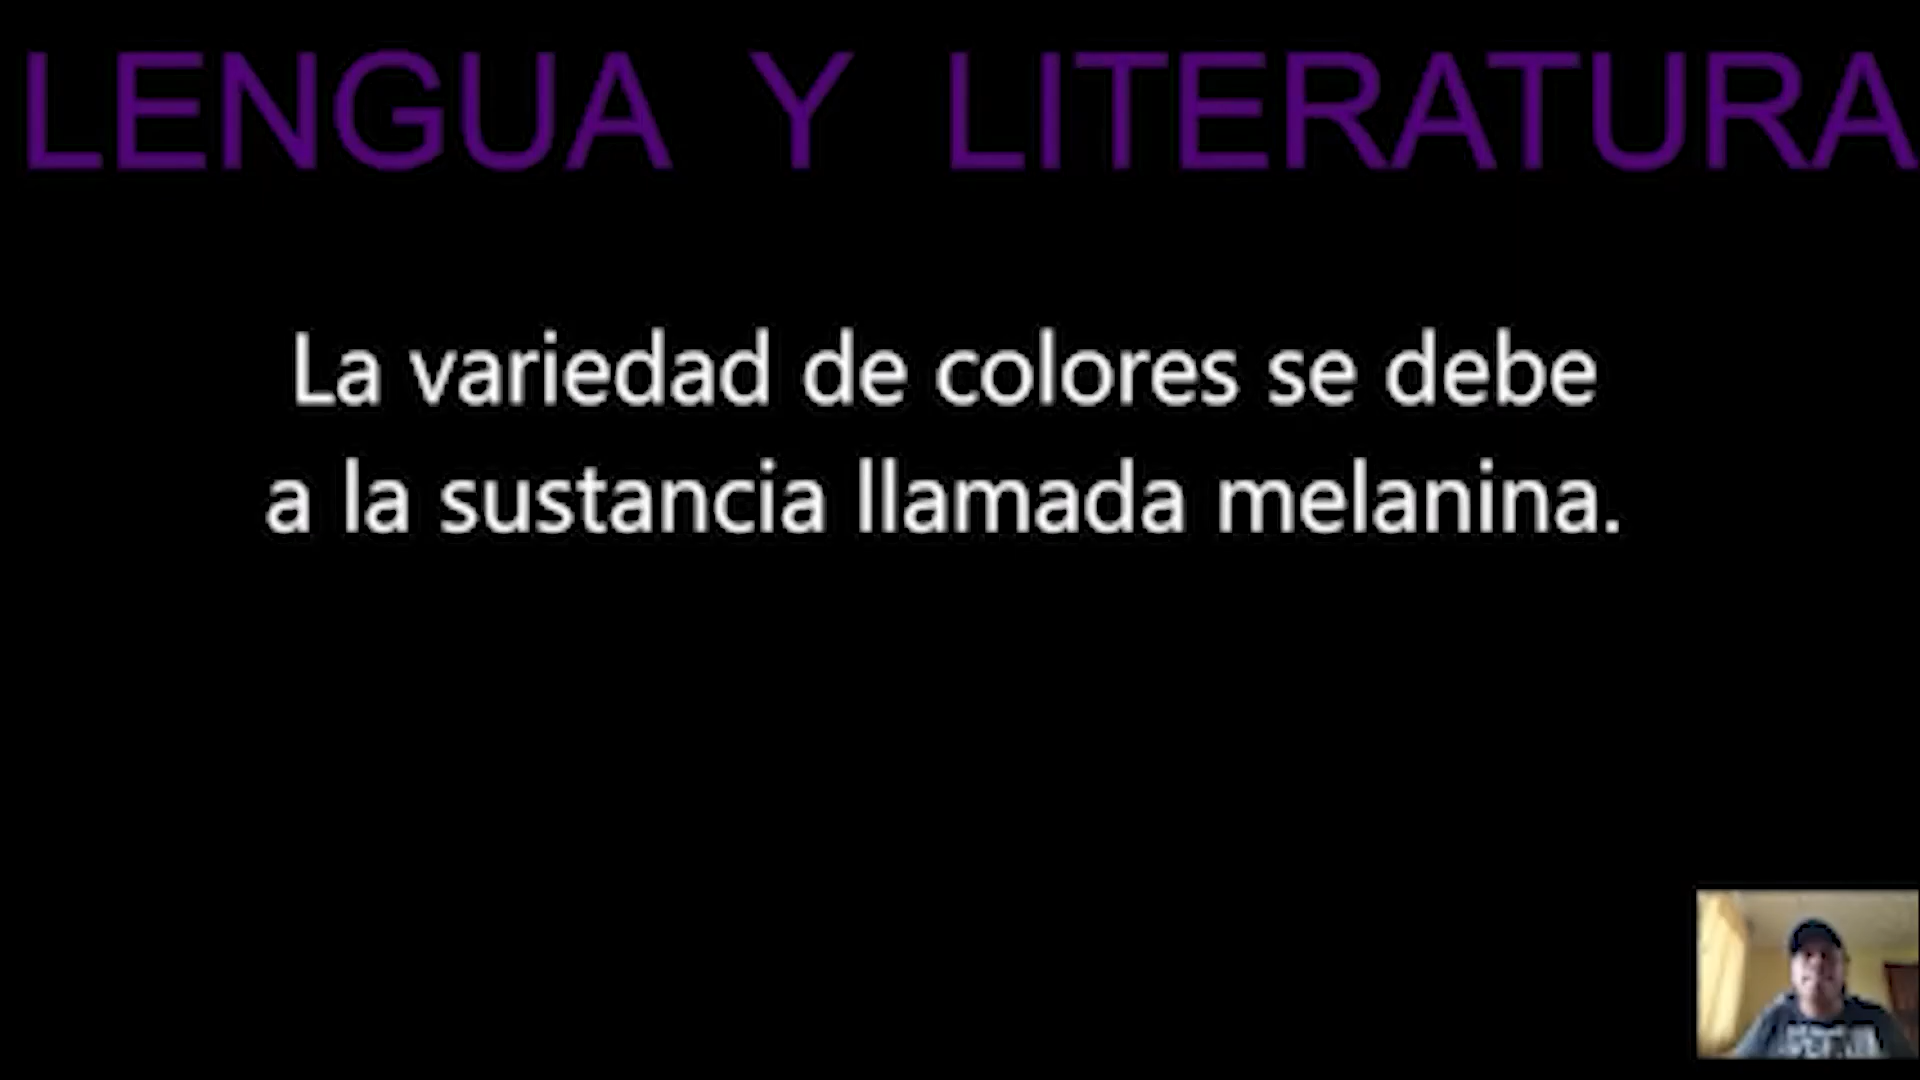 LENGUA Y LITERATURA
La variedad de colores se debe
a la sustancia llamada melanina.